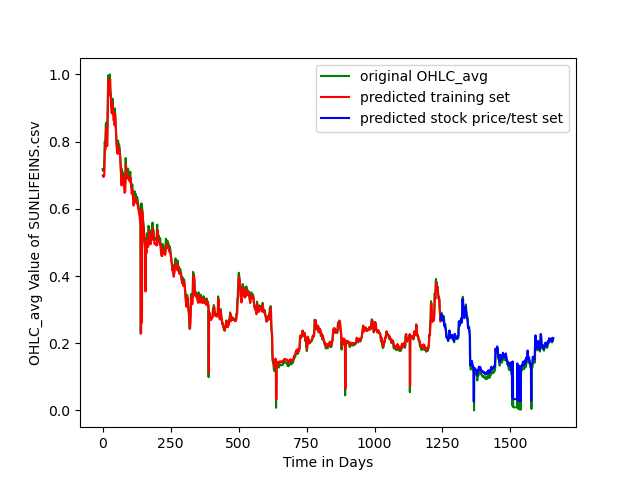 original OHLC_avg
predicted training set
predicted stock price/test set
OHLC_avg Value of SUNLIFEINS.csv
1.0
0.8
0.6
0.4
0.2
0.0
0 250 500 750 1000 1250 1500
Time in Days